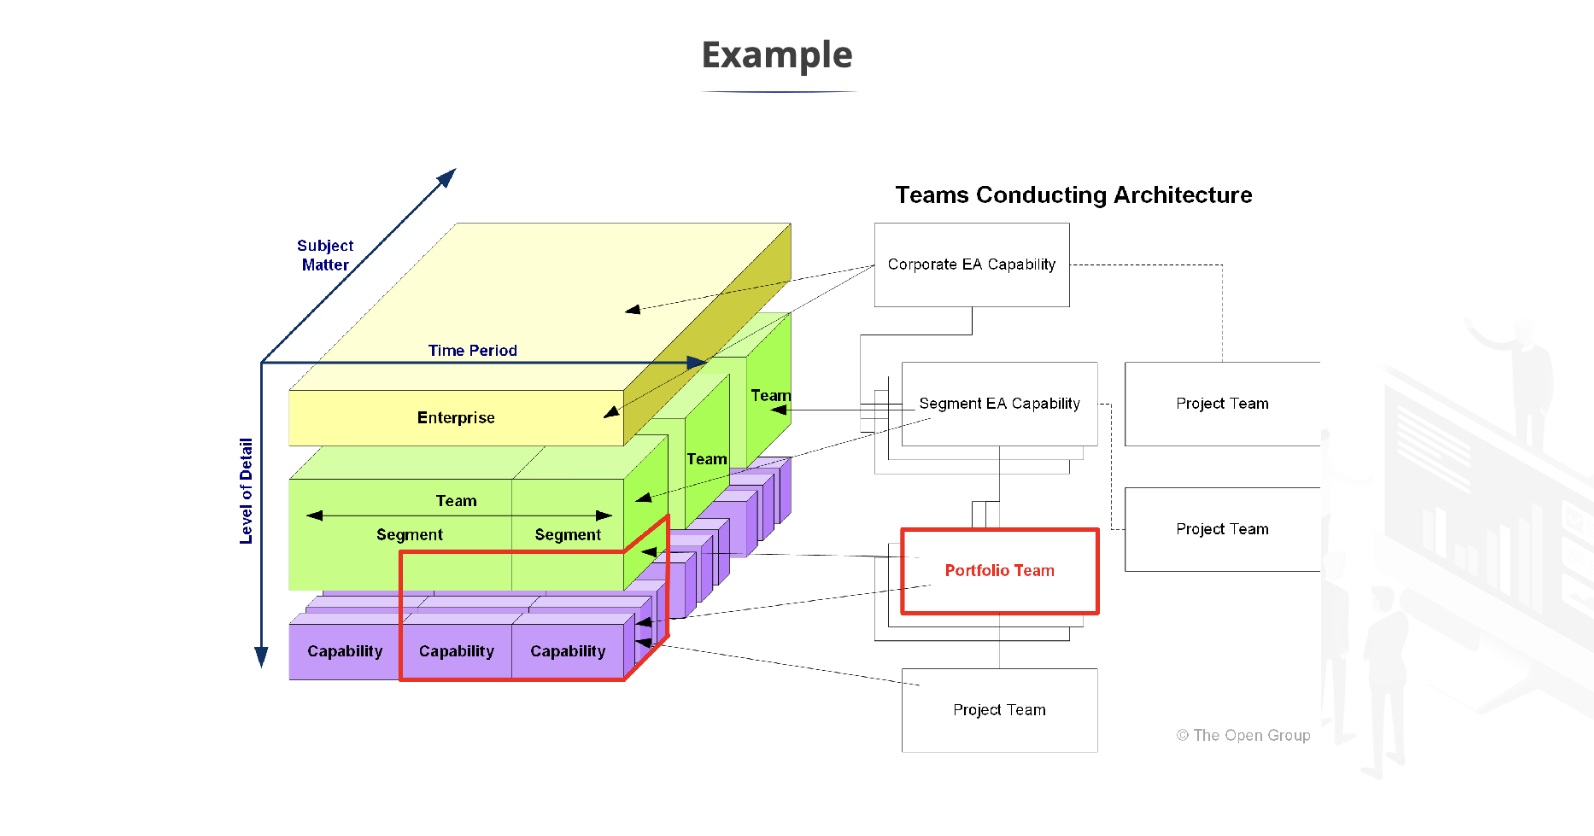 Example
Teams Conducting Architecture
Subject
Matter
Time Period
Level of Detail
Enterprise
Team
Team
Team
Segment
Segment
Capability
Capability
Capability
Corporate EA Capability
Segment EA Capability
Project Team
Project Team
Portfolio Team
Project Team
© The Open Group